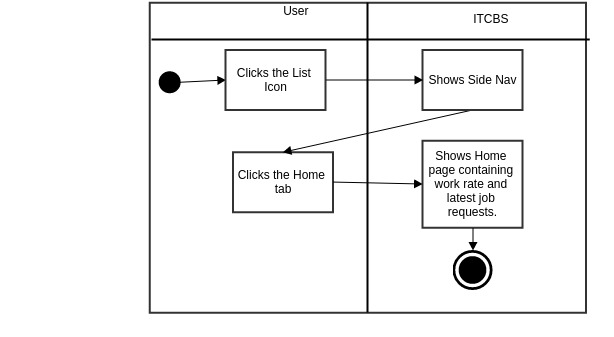 User
ITCBS
Clicks the List
Icon
Shows Side Nav
Clicks the Home
tab
Shows Home
page containing
work rate and
latest job
requests.